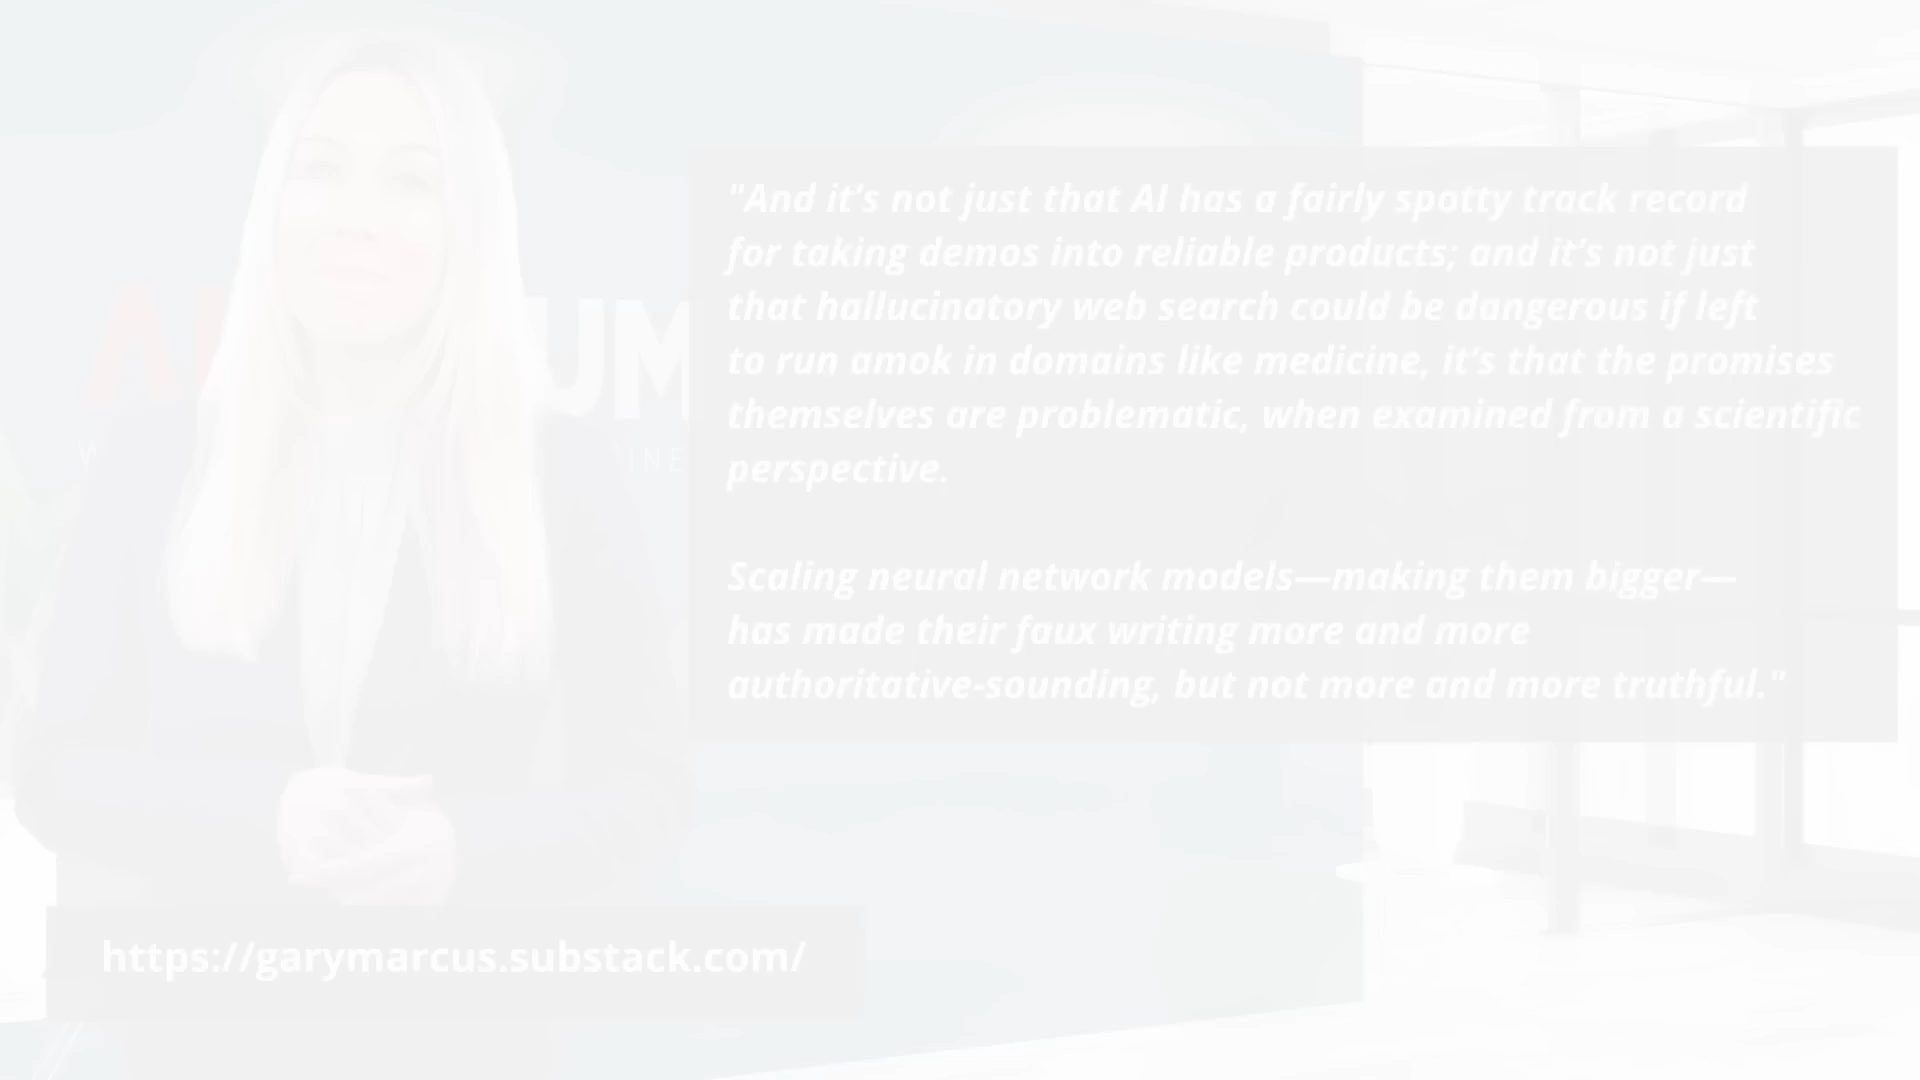 "And it’s not just that AI has a fairly spotty track record
for taking demos into reliable products; and it’s not just
that hallucinatory web search could be dangerous if left
to run amok in domains like medicine, it’s that the promises
themselves are problematic, when examined from a scientific
perspective.
Scaling neural network models—making them bigger—
has made their faux writing more and more
authoritative-sounding, but not more and more truthful."
https://garymarcus.substack.com/